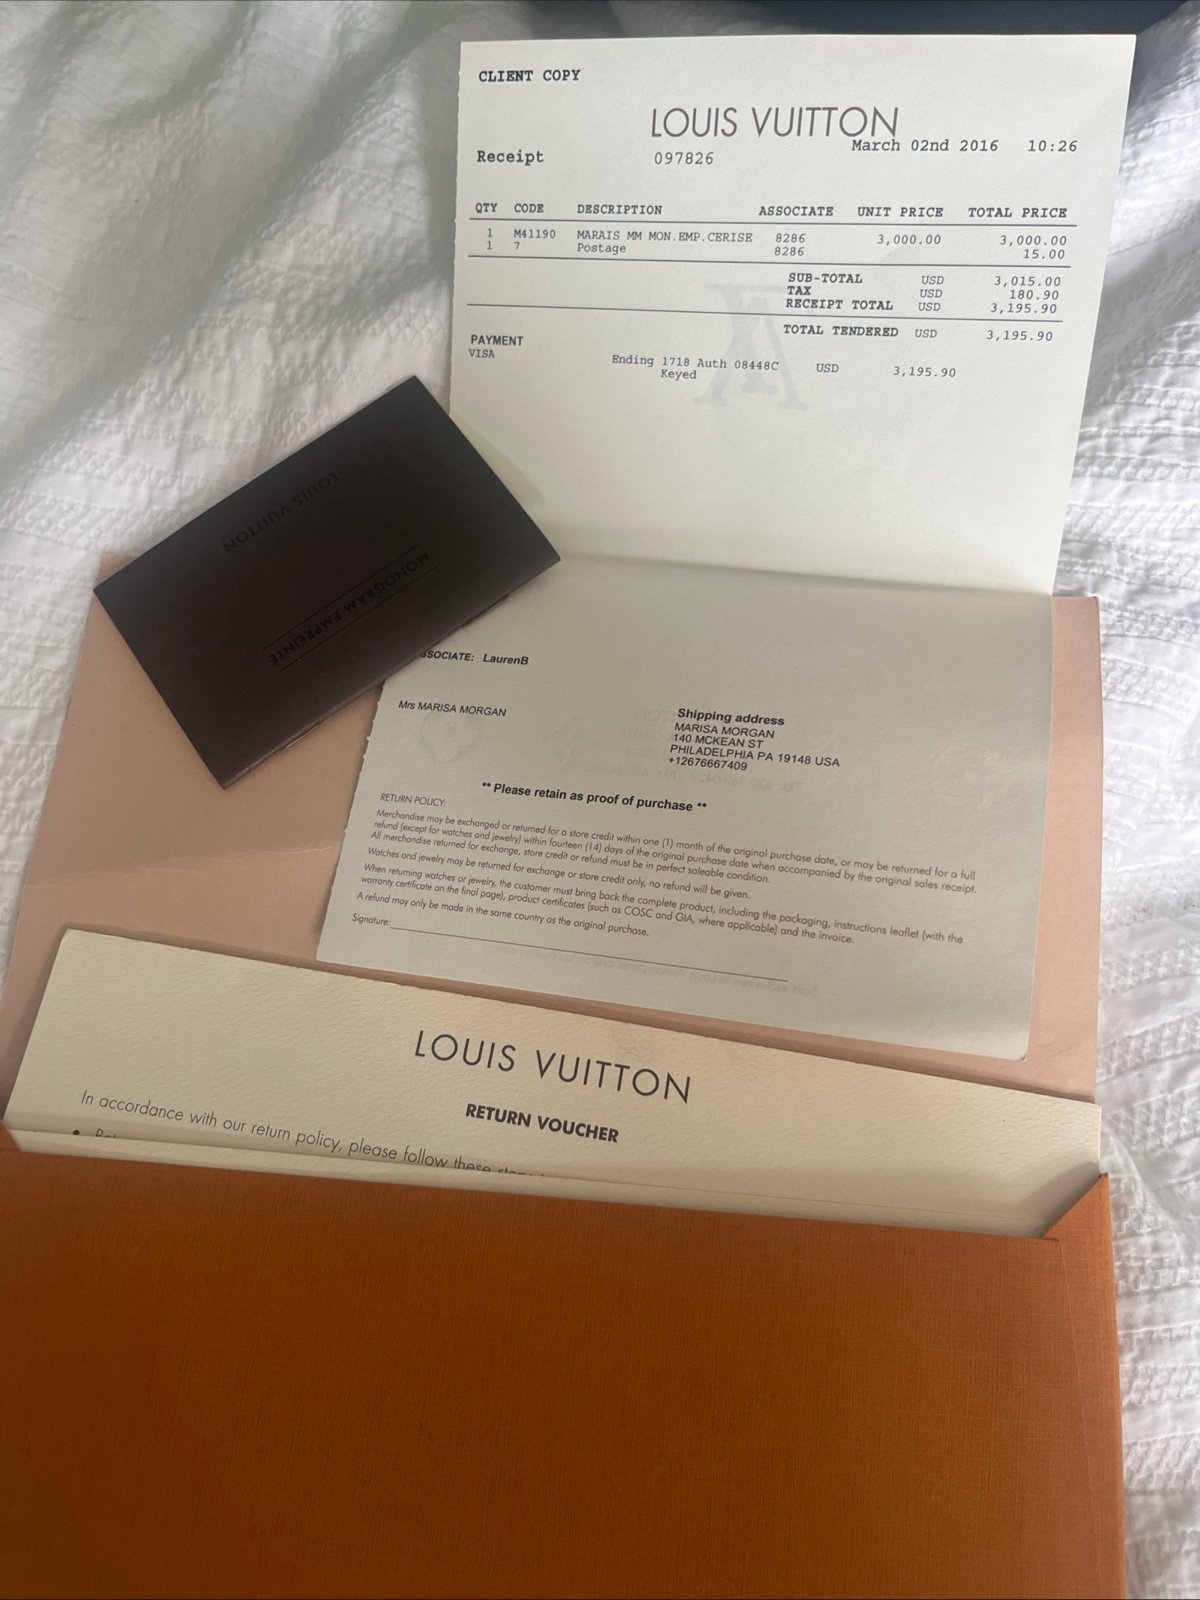 CLIENT COPY
LOUIS VUITTON
March 02nd 2016 10:26
Receipt 097826
QTY CODE DESCRIPTION ASSOCIATE UNIT PRICE TOTAL PRICE
1 M41190 MARAIS MM MON.EMP.CERISE 8286 3,000.00 3,000.00
1 7 Postage 8286 15.00
SUB-TOTAL USD 3,015.00
TAX USD 180.90
RECEIPT TOTAL USD 3,195.90
TOTAL TENDERED USD 3,195.90
PAYMENT
VISA Ending 1718 Auth 08448C USD 3,195.90
Keyed
LOUIS VUITTON
MONOGRAM EMPREINTE
SSOCIATE: LaurenB
Mrs MARISA MORGAN
Shipping address
MARISA MORGAN
140 MCKEAN ST
PHILADELPHIA PA 19148 USA
+12676667409
** Please retain as proof of purchase **
RETURN POLICY:
Merchandise may be exchanged or returned for a store credit within one (1) month of the original purchase date, or may be returned for a full
refund (except for watches and jewelry) within fourteen (14) days of the original purchase date when accompanied by the original sales receipt.
All merchandise returned for exchange, store credit or refund must be in perfect saleable condition.
Watches and jewelry may be returned for exchange or store credit only, no refund will be given.
When returning watches or jewelry, the customer must bring back the complete product, including the packaging, instructions leaflet (with the
warranty certificate on the final page), product certificates (such as COSC and GIA, where applicable) and the invoice.
A refund may only be made in the same country as the original purchase.
Signature:
LOUIS VUITTON
RETURN VOUCHER
In accordance with our return policy, please follow these